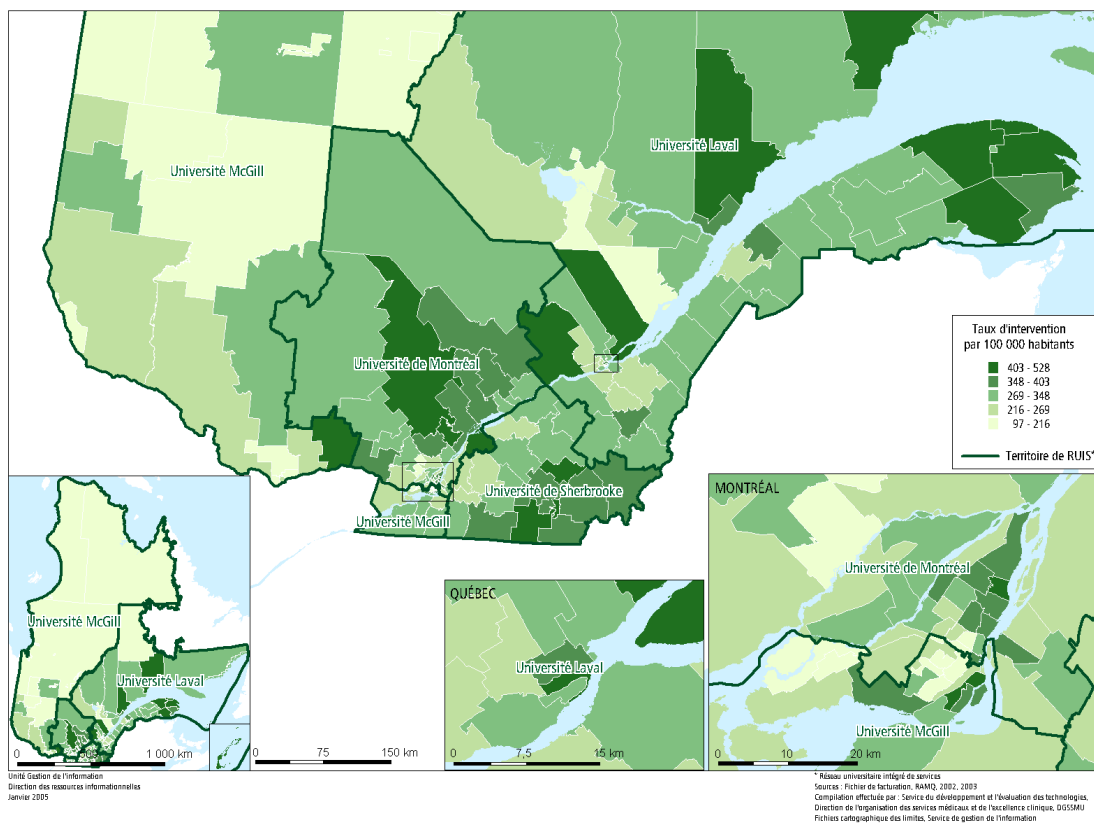 Université McGill
Université Laval
Université de Montréal
Université de Sherbrooke
Université McGill
Taux d'intervention
par 100 000 habitants
403 - 528
348 - 403
269 - 348
216 - 269
97 - 216
Territoire de RUIS*
Université McGill
Université Laval
0 1 000 km
0 75 150 km
QUÉBEC
Université Laval
0 7,5 15 km
MONTRÉAL
Université de Montréal
Université McGill
0 10 20 km
Unité Gestion de l'information
Direction des ressources informationnelles
Janvier 2005
* Réseau universitaire intégré de services
Sources : Fichier de facturation, RAMQ, 2002, 2003
Compilation effectuée par : Service du développement et l'évaluation des technologies,
Direction de l'organisation des services médicaux et de l'excellence clinique, DGSSMU
Fichiers cartographique des limites, Service de gestion de l'information